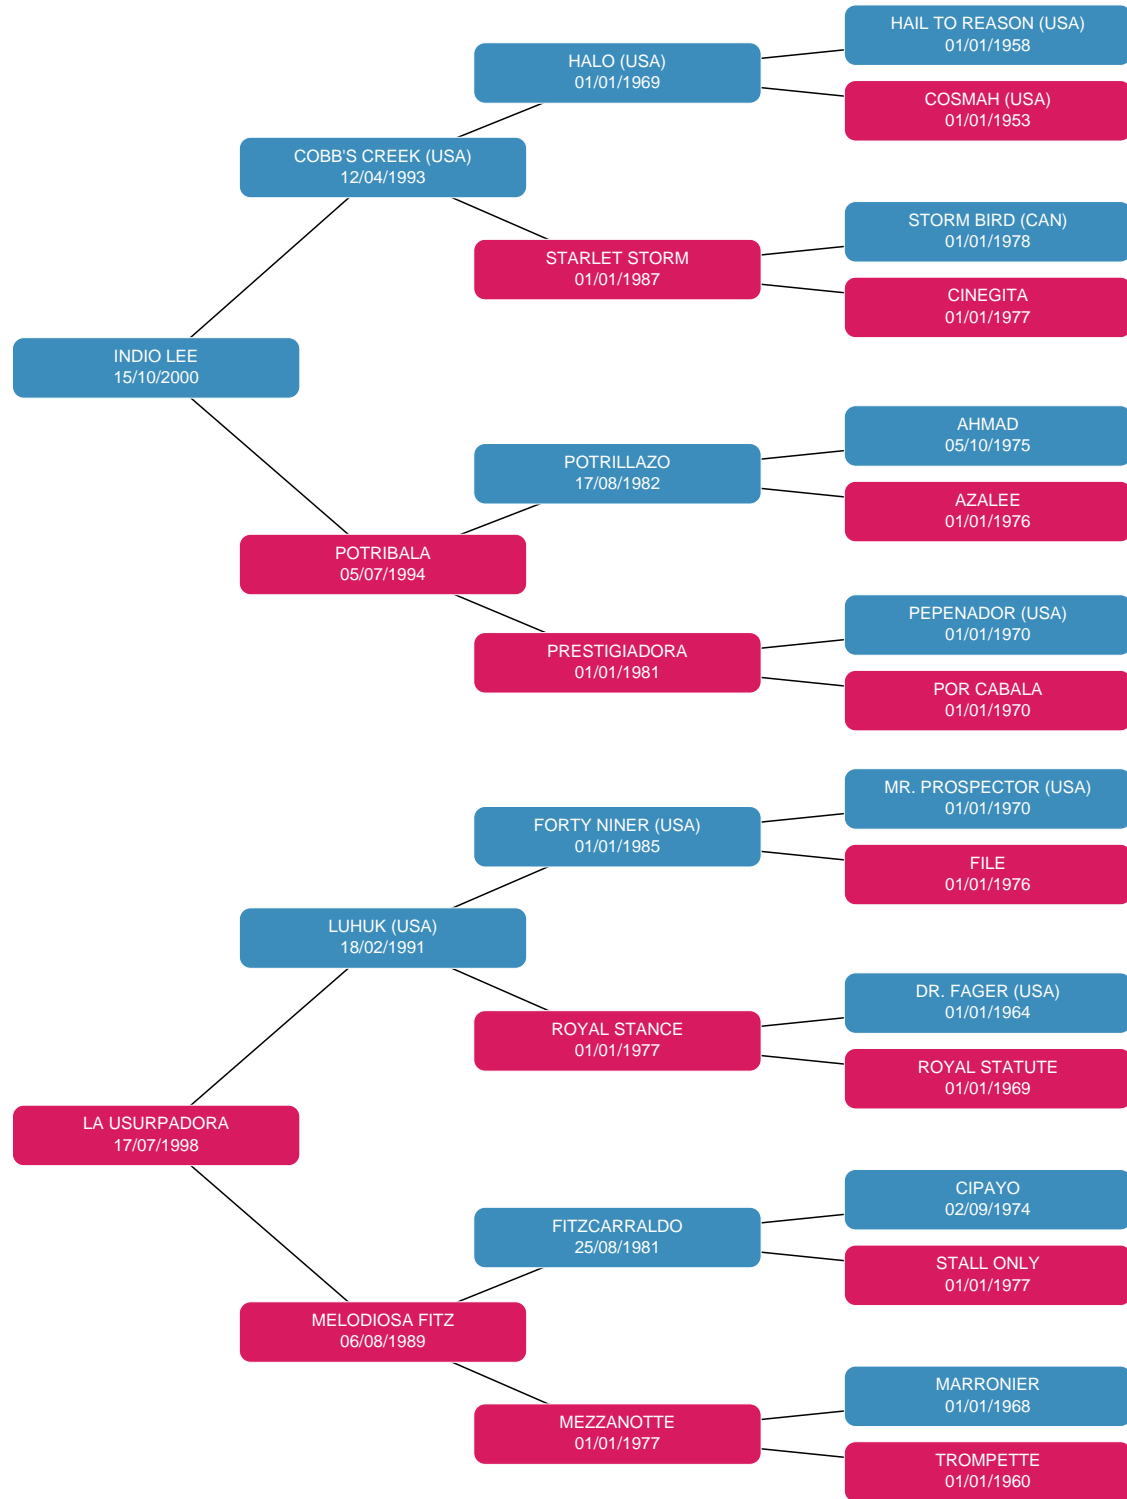 HAIL TO REASON (USA)
01/01/1958
HALO (USA)
01/01/1969
COSMAH (USA)
01/01/1953
COBB'S CREEK (USA)
12/04/1993
STORM BIRD (CAN)
01/01/1978
STARLET STORM
01/01/1987
CINEGITA
01/01/1977
INDIO LEE
15/10/2000
AHMAD
05/10/1975
POTRILLAZO
17/08/1982
AZALEE
01/01/1976
POTRIBALA
05/07/1994
PEPENADOR (USA)
01/01/1970
PRESTIGIADORA
01/01/1981
POR CABALA
01/01/1970
MR. PROSPECTOR (USA)
01/01/1970
FORTY NINER (USA)
01/01/1985
FILE
01/01/1976
LUHUK (USA)
18/02/1991
DR. FAGER (USA)
01/01/1964
ROYAL STANCE
01/01/1977
ROYAL STATUTE
01/01/1969
LA USURPADORA
17/07/1998
CIPAYO
02/09/1974
FITZCARRALDO
25/08/1981
STALL ONLY
01/01/1977
MELODIOSA FITZ
06/08/1989
MARRONIER
01/01/1968
MEZZANOTTE
01/01/1977
TROMPETTE
01/01/1960